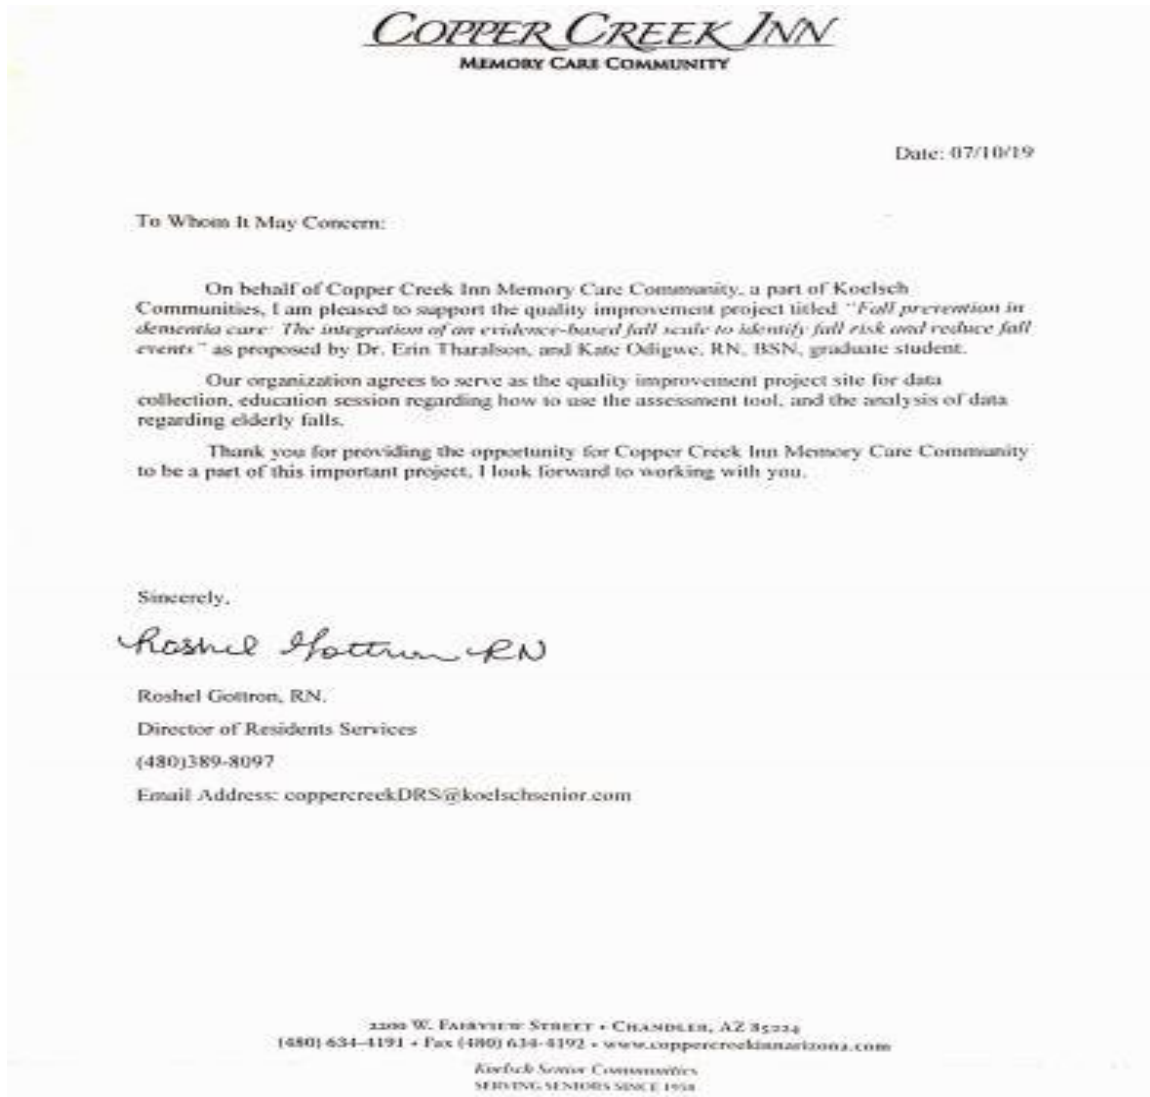 COPPER CREEK INN
MEMORY CARE COMMUNITY
Date: 07/10/19
To Whom It May Concern:
On behalf of Copper Creek Inn Memory Care Community, a part of Koelsch
Communities, I am pleased to support the quality improvement project titled "Fall prevention in
dementia care: The integration of an evidence-based fall scale to identify fall risk and reduce fall
events" as proposed by Dr. Erin Tharalson, and Kate Odigwe, RN, BSN, graduate student.
Our organization agrees to serve as the quality improvement project site for data
collection, education session regarding how to use the assessment tool, and the analysis of data
regarding elderly falls.
Thank you for providing the opportunity for Copper Creek Inn Memory Care Community
to be a part of this important project, I look forward to working with you.
Sincerely,
Roshel Gottron RN
Roshel Gottron, RN.
Director of Residents Services
(480)389-8097
Email Address: coppercreekDRS@koelschsenior.com
2200 W. FAIRVIEW STREET • CHANDLER, AZ 85224
(480) 634-4191 • Fax (480) 634-4192 • www.coppercreekinnarizona.com
Koelsch Senior Communities
SERVING SENIORS SINCE 1958